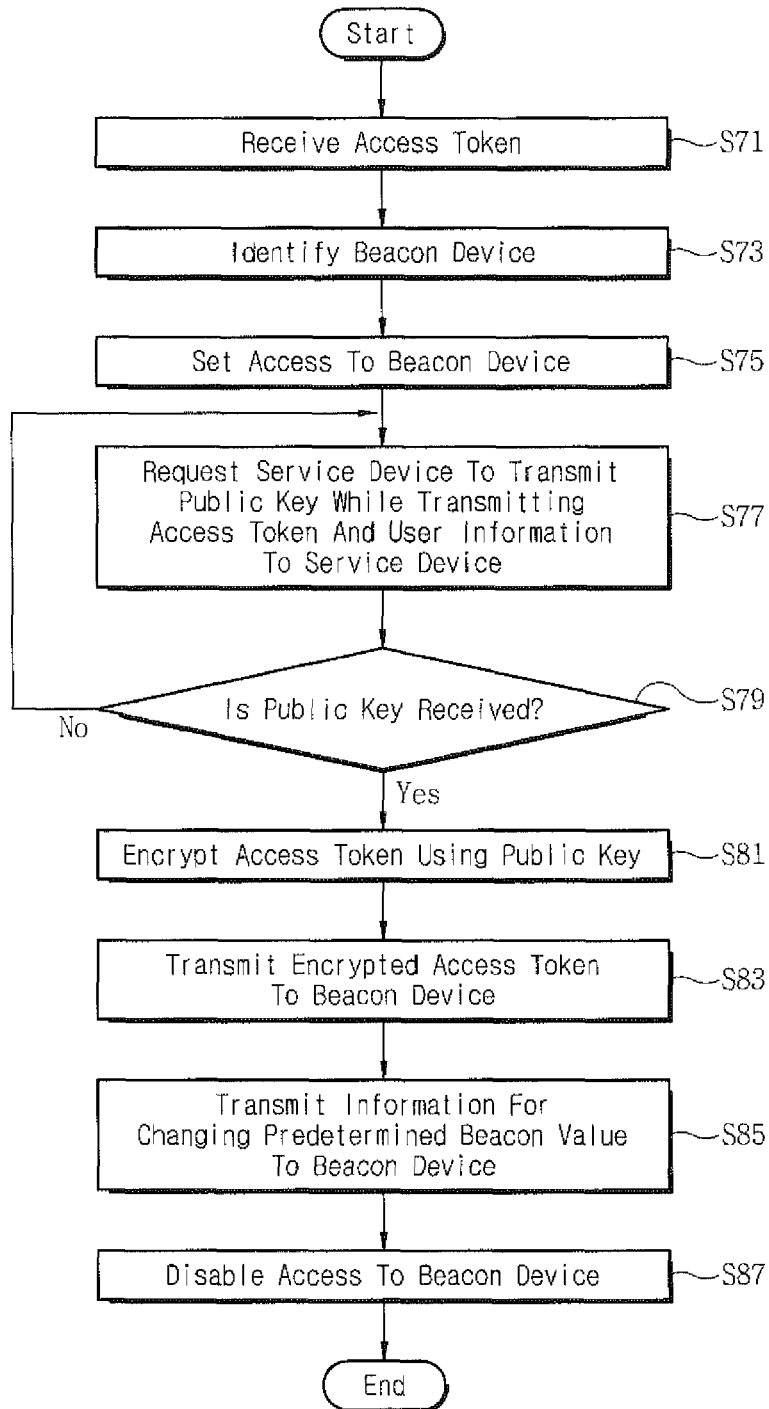 Start
Receive Access Token
S71
Identify Beacon Device
S73
Set Access To Beacon Device
S75
Request Service Device To Transmit
Public Key While Transmitting
Access Token And User Information
To Service Device
S77
Is Public Key Received?
S79
No
Yes
Encrypt Access Token Using Public Key
S81
Transmit Encrypted Access Token
To Beacon Device
S83
Transmit Information For
Changing Predetermined Beacon Value
To Beacon Device
S85
Disable Access To Beacon Device
S87
End